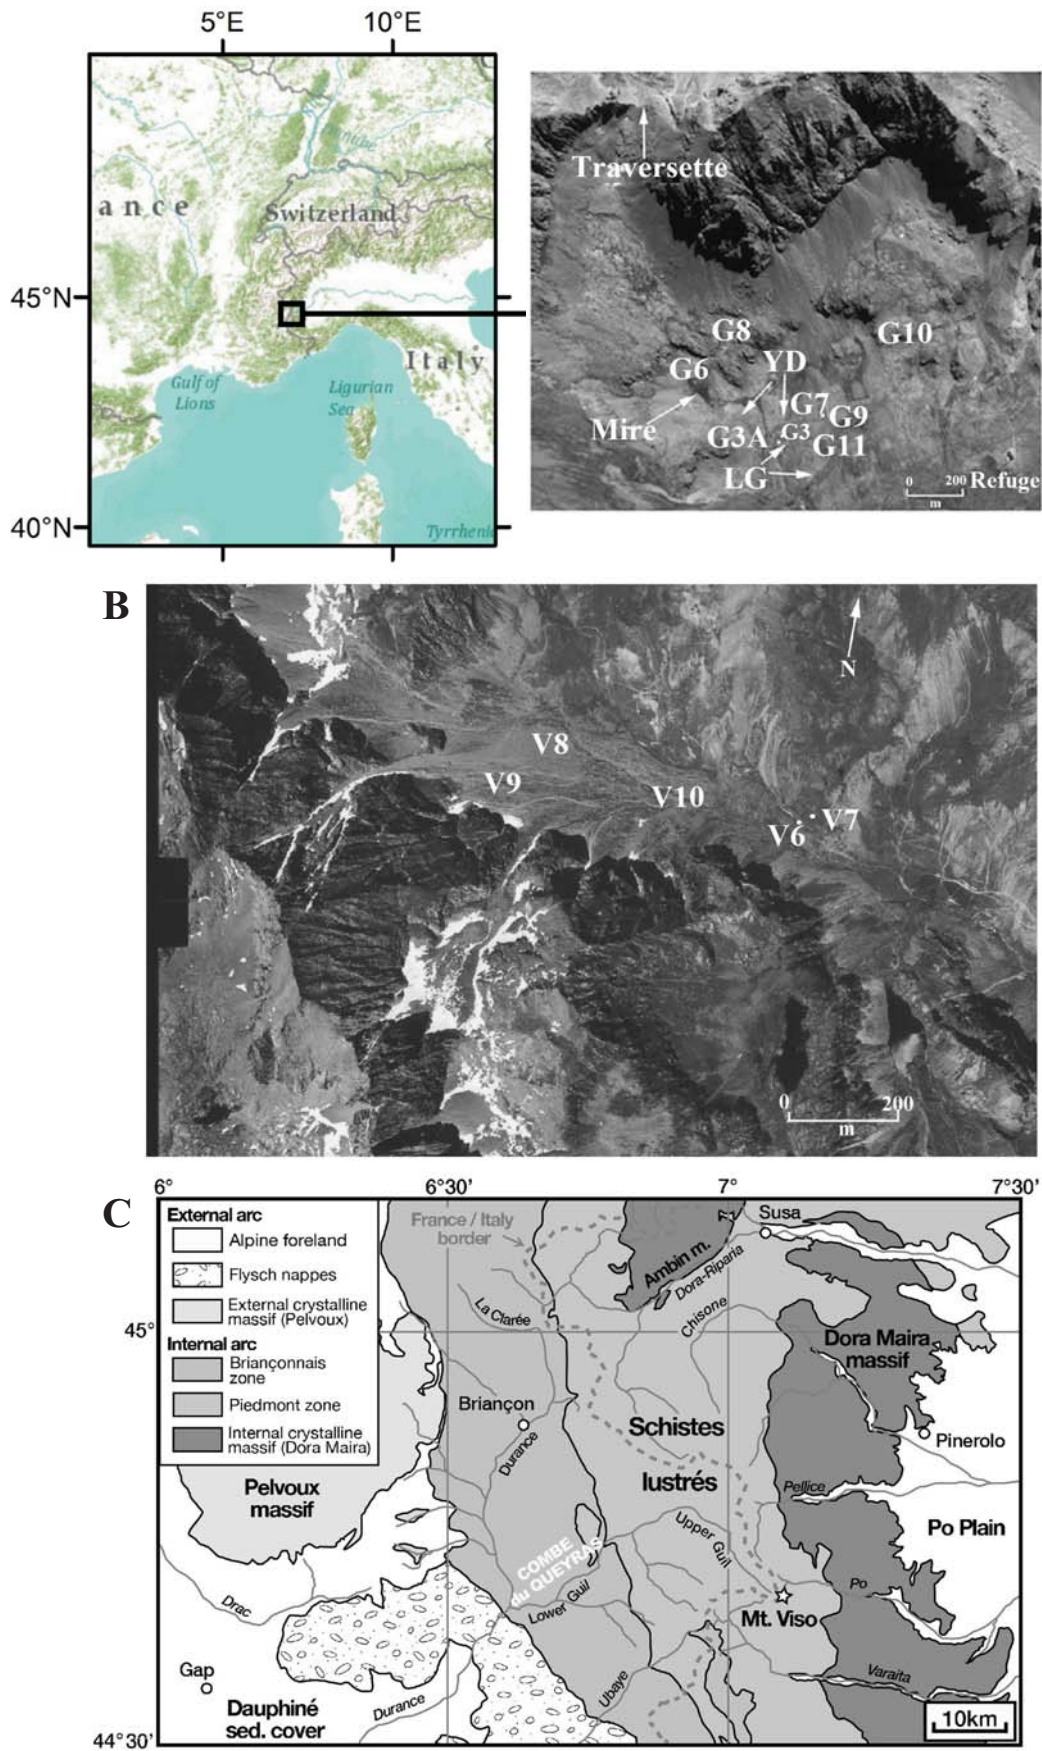 5°E 10°E
45°N
40°N
ance
Switzerland
Italy
Gulf of
Lions
Ligurian
Sea
Tyrrheni
Traversette
G8
G10
G6
YD
Miré
G7
G9
G3A
G3
G11
LG
0 200
m
Refuge
B
N
V8
V9
V10
V6
V7
0 200
m
C
6° 6°30' 7° 7°30'
45°
44°30'
External arc
Alpine foreland
Flysch nappes
External crystalline
massif (Pelvoux)
Internal arc
Briançonnais
zone
Piedmont zone
Internal crystalline
massif (Dora Maira)
France / Italy
border
Susa
Ambin m.
Dora-Riparia
La Clarée
Chisone
Dora Maira
massif
Briançon
Durance
Schistes
lustrés
Pinerolo
Pelvoux
massif
Pellice
Po Plain
Upper Guil
COMBE
du QUEYRAS
Lower Guil
Po
Mt. Viso
Drac
Gap
Dauphiné
sed. cover
Durance
Ubaye
Varaita
10km